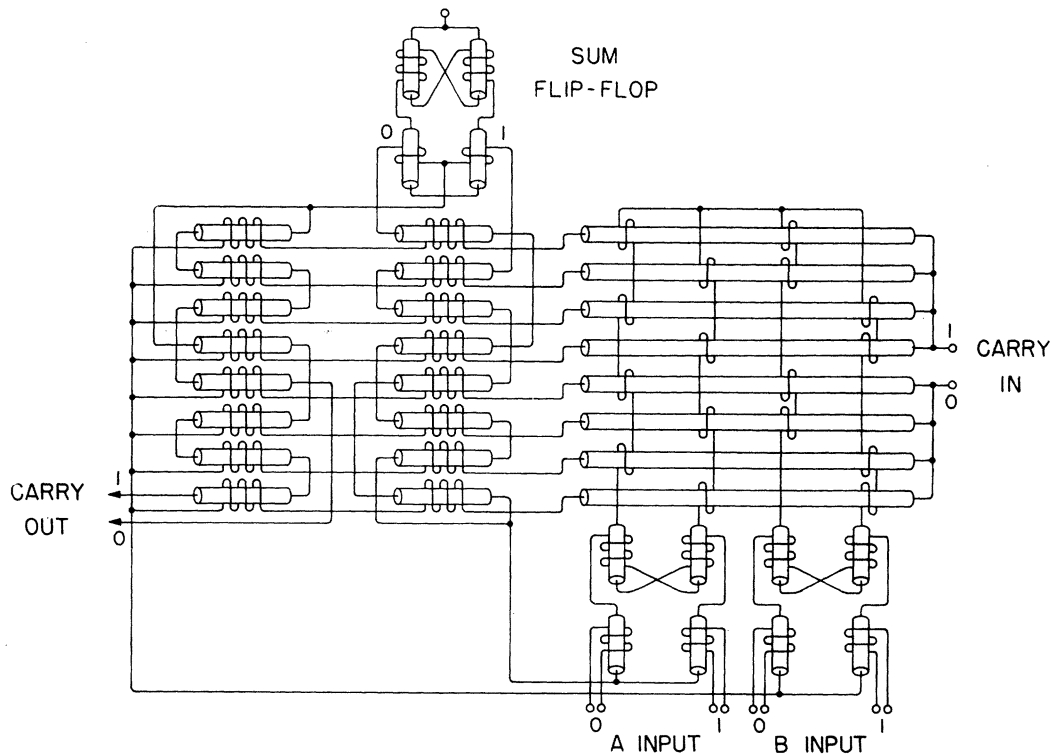 SUM
FLIP-FLOP
0 1
1
CARRY
IN
0
1
CARRY
OUT
0
0 1 0 1
A INPUT B INPUT